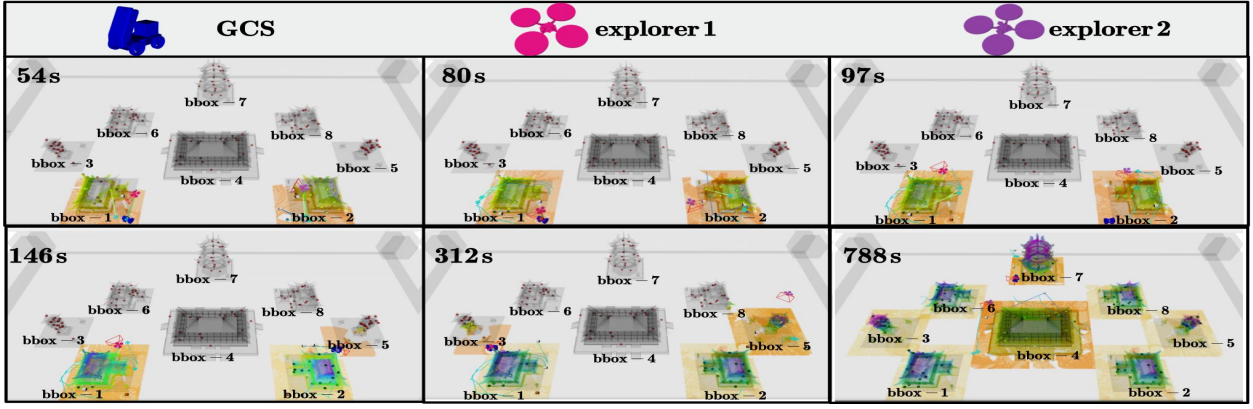 GCS
explorer 1
explorer 2
54s
bbox – 7
bbox – 6
bbox – 8
bbox – 3
bbox – 5
bbox – 4
bbox – 1
bbox – 2
80s
bbox – 7
bbox – 6
bbox – 8
bbox – 3
bbox – 5
bbox – 4
bbox – 1
bbox – 2
97s
bbox – 7
bbox – 6
bbox – 8
bbox – 3
bbox – 5
bbox – 4
bbox – 1
bbox – 2
146s
bbox – 7
bbox – 6
bbox – 8
bbox – 3
bbox – 5
bbox – 4
bbox – 1
bbox – 2
312s
bbox – 7
bbox – 6
bbox – 8
bbox – 3
bbox – 5
bbox – 4
bbox – 1
bbox – 2
788s
bbox – 7
bbox – 6
bbox – 8
bbox – 3
bbox – 5
bbox – 4
bbox – 1
bbox – 2